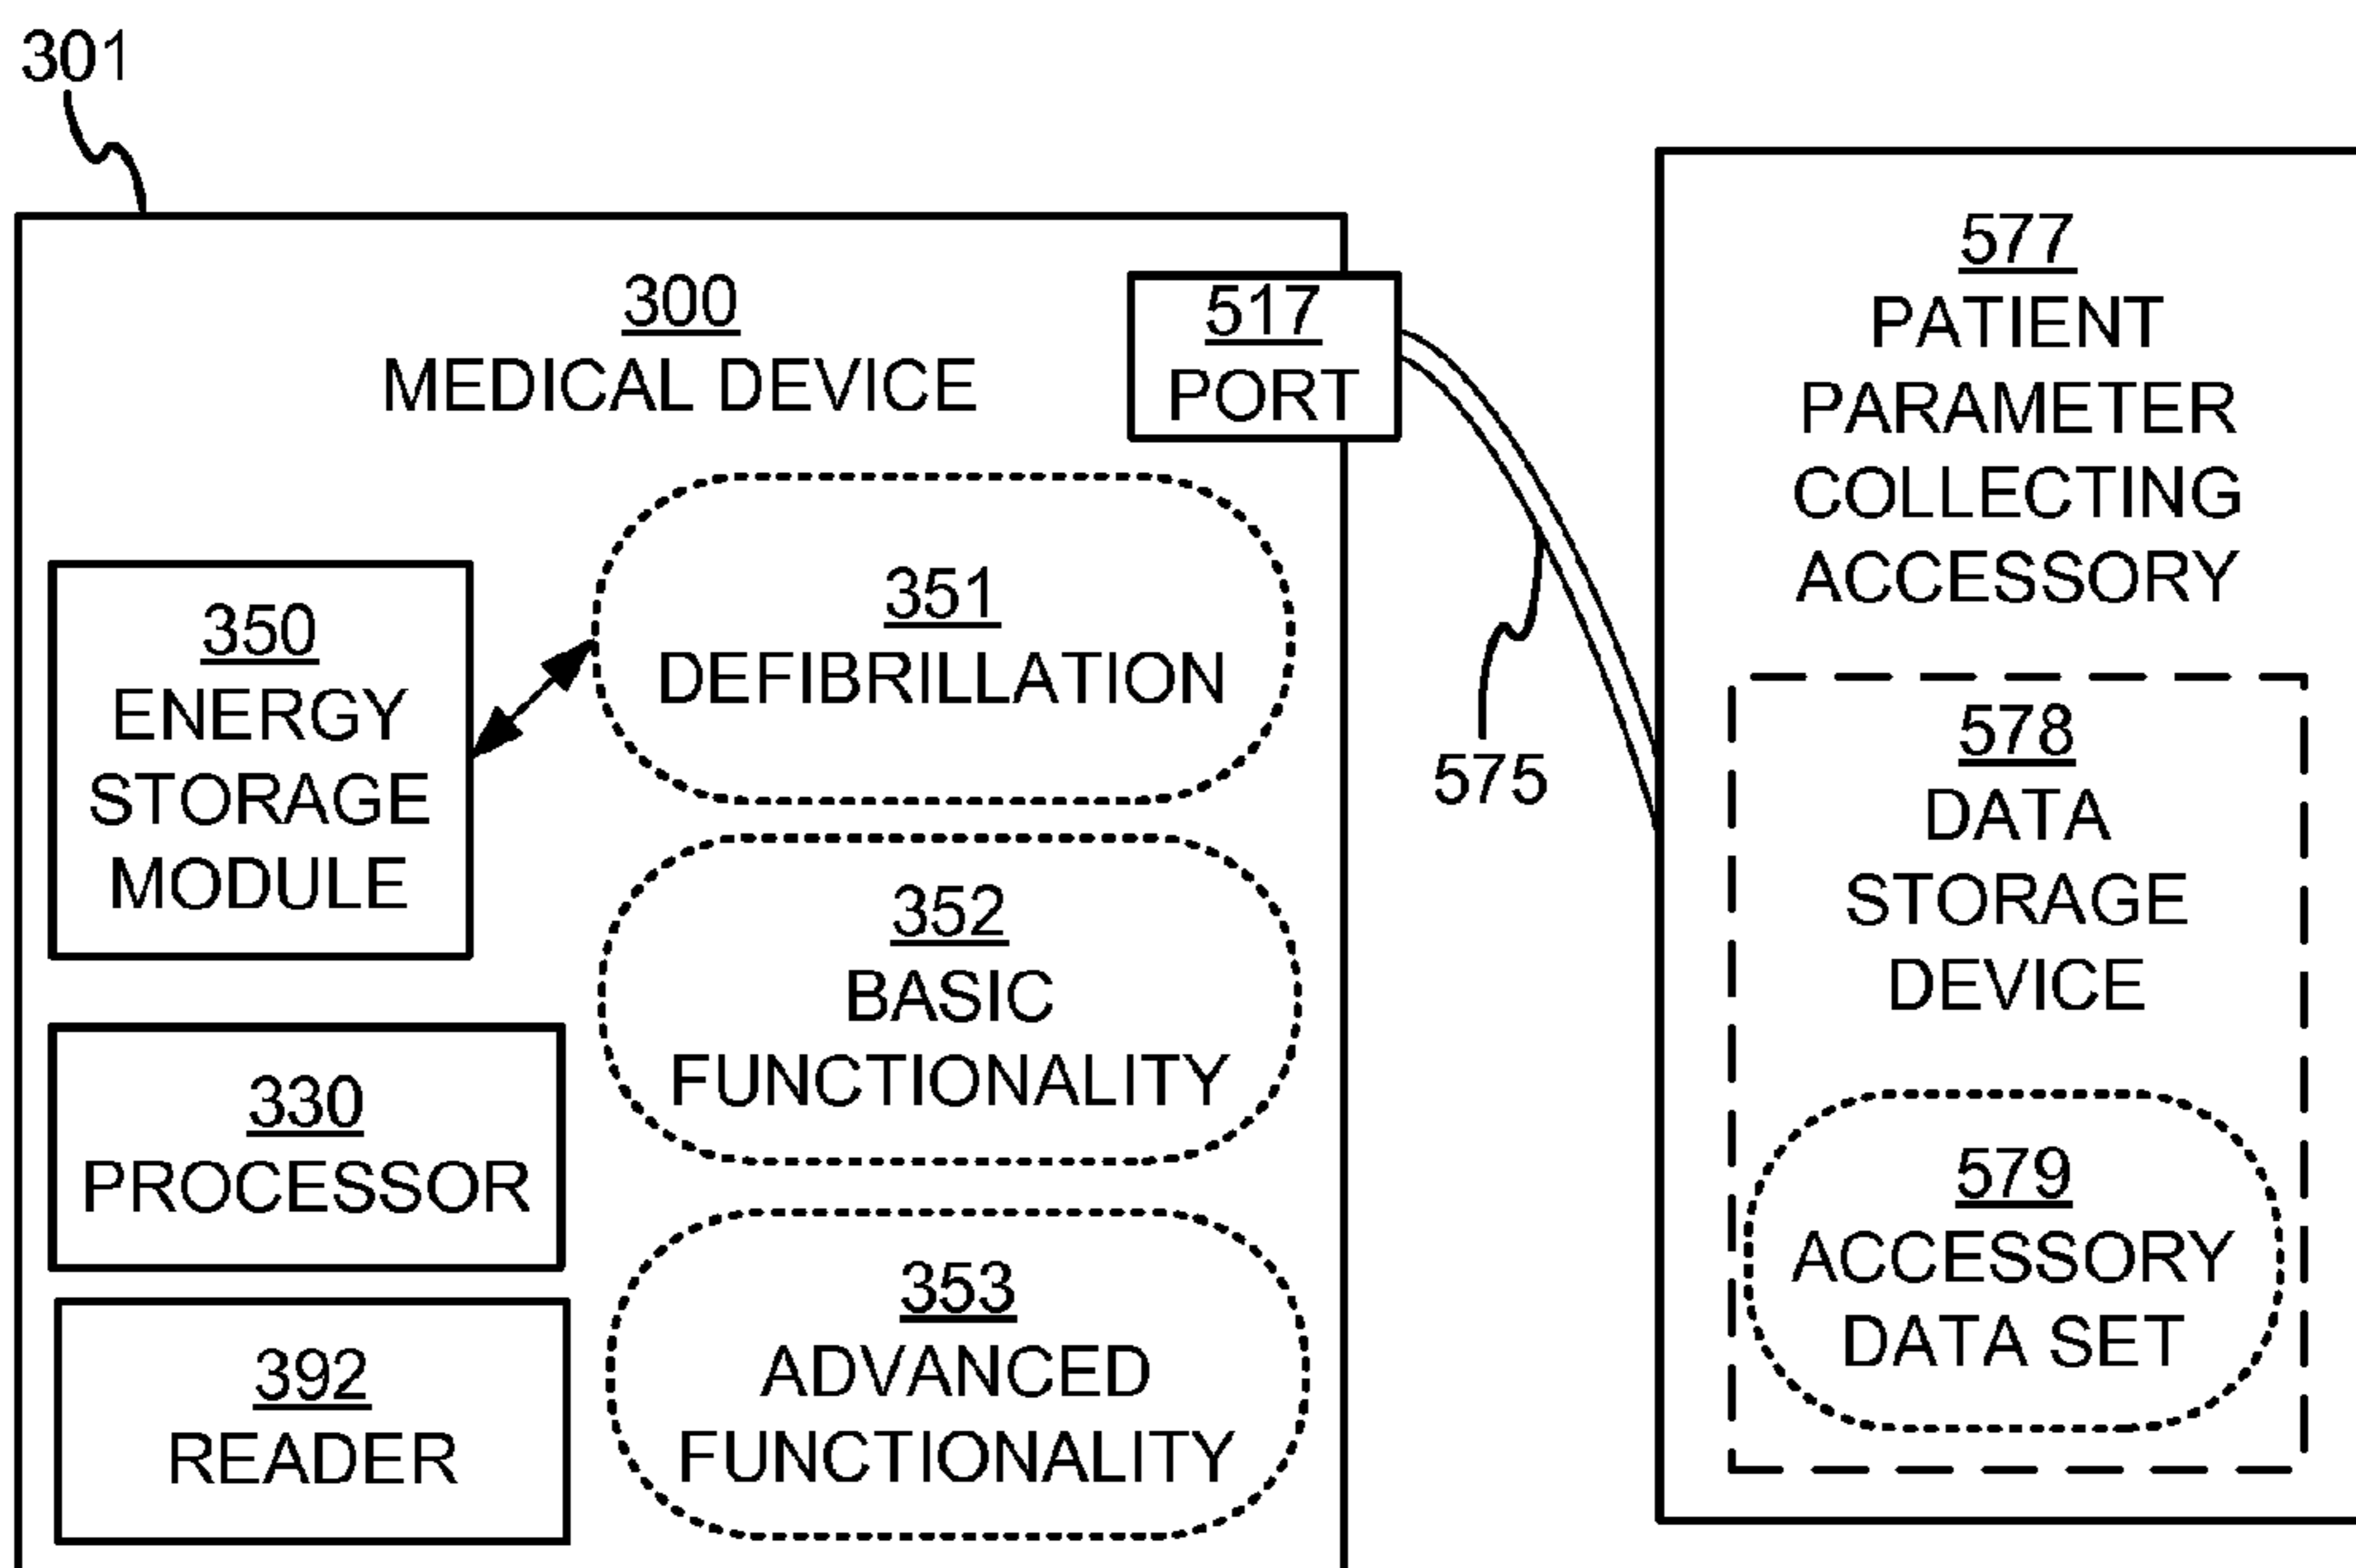 301
300
MEDICAL DEVICE
517
PORT
351
DEFIBRILLATION
350
ENERGY
STORAGE
MODULE
352
BASIC
FUNCTIONALITY
330
PROCESSOR
353
ADVANCED
FUNCTIONALITY
392
READER
575
577
PATIENT
PARAMETER
COLLECTING
ACCESSORY
578
DATA
STORAGE
DEVICE
579
ACCESSORY
DATA SET